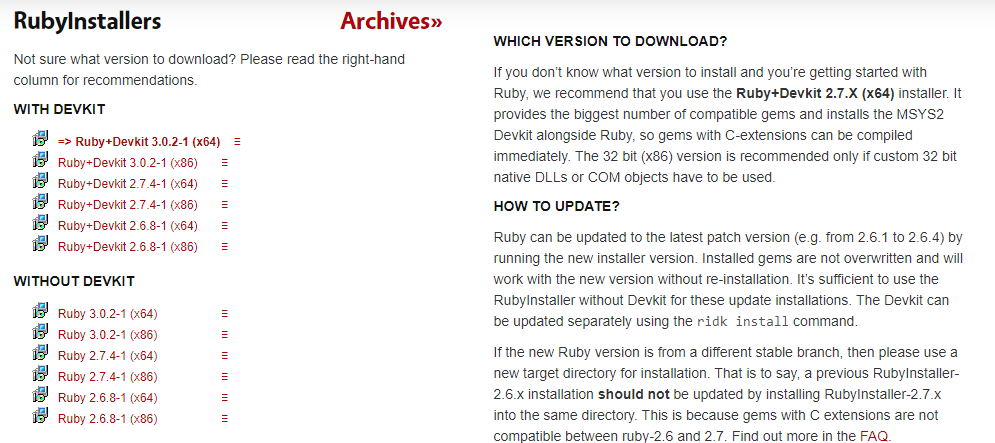 RubyInstallers
Archives»
Not sure what version to download? Please read the right-hand
column for recommendations.
WITH DEVKIT
=> Ruby+Devkit 3.0.2-1 (x64)
Ruby+Devkit 3.0.2-1 (x86)
Ruby+Devkit 2.7.4-1 (x64)
Ruby+Devkit 2.7.4-1 (x86)
Ruby+Devkit 2.6.8-1 (x64)
Ruby+Devkit 2.6.8-1 (x86)
WITHOUT DEVKIT
Ruby 3.0.2-1 (x64)
Ruby 3.0.2-1 (x86)
Ruby 2.7.4-1 (x64)
Ruby 2.7.4-1 (x86)
Ruby 2.6.8-1 (x64)
Ruby 2.6.8-1 (x86)
WHICH VERSION TO DOWNLOAD?
If you don’t know what version to install and you’re getting started with
Ruby, we recommend that you use the Ruby+Devkit 2.7.X (x64) installer. It
provides the biggest number of compatible gems and installs the MSYS2
Devkit alongside Ruby, so gems with C-extensions can be compiled
immediately. The 32 bit (x86) version is recommended only if custom 32 bit
native DLLs or COM objects have to be used.
HOW TO UPDATE?
Ruby can be updated to the latest patch version (e.g. from 2.6.1 to 2.6.4) by
running the new installer version. Installed gems are not overwritten and will
work with the new version without re-installation. It’s sufficient to use the
RubyInstaller without Devkit for these update installations. The Devkit can
be updated separately using the ridk install command.
If the new Ruby version is from a different stable branch, then please use a
new target directory for installation. That is to say, a previous RubyInstaller-
2.6.x installation should not be updated by installing RubyInstaller-2.7.x
into the same directory. This is because gems with C extensions are not
compatible between ruby-2.6 and 2.7. Find out more in the FAQ.